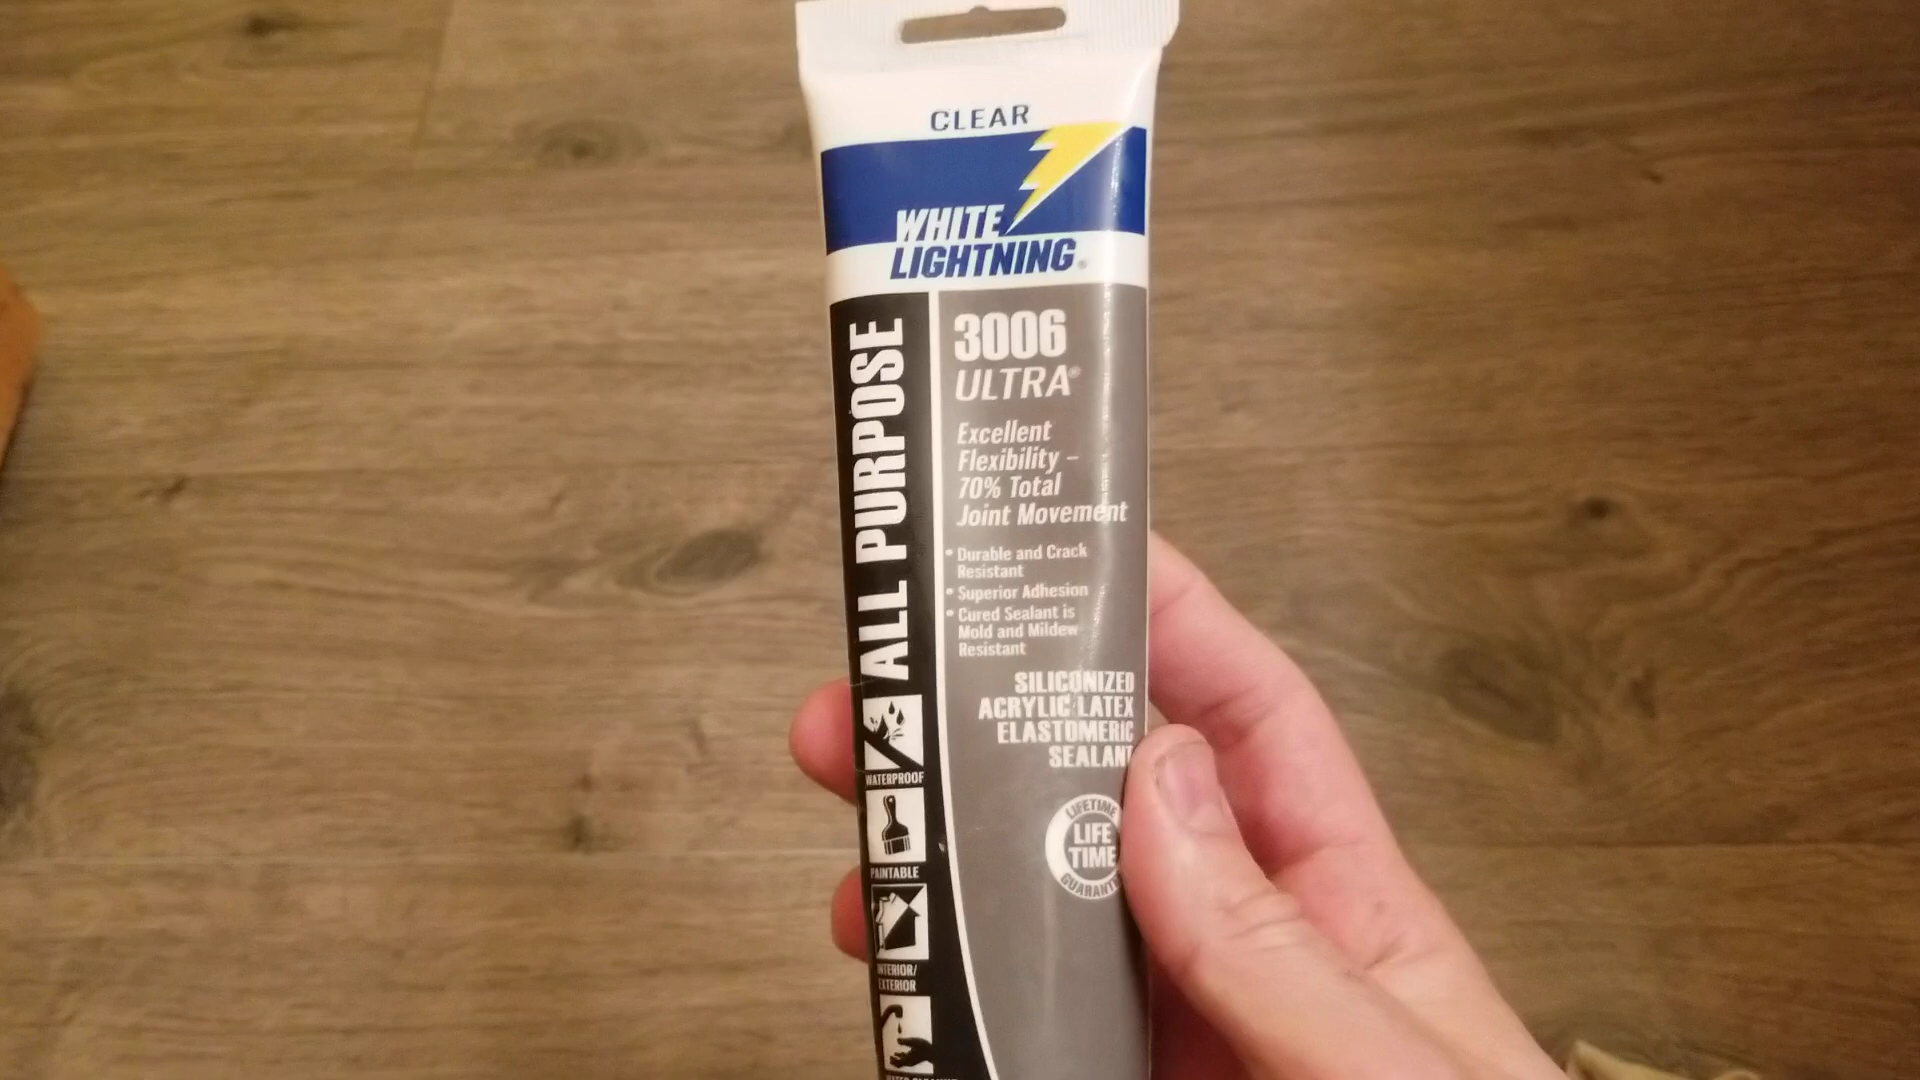 CLEAR
WHITE
LIGHTNING®
ALL PURPOSE
3006
ULTRA®
Excellent
Flexibility –
70% Total
Joint Movement
• Durable and Crack
Resistant
• Superior Adhesion
• Cured Sealant is
Mold and Mildew
Resistant
SILICONIZED
ACRYLIC LATEX
ELASTOMERIC
SEALANT
LIFETIME
LIFE
TIME
WATERPROOF
PAINTABLE
INTERIOR/
EXTERIOR